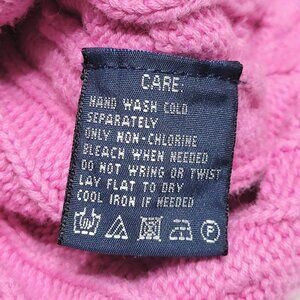 CARE:
HAND WASH COLD
SEPARATELY
ONLY NON-CHLORINE
BLEACH WHEN NEEDED
DO NOT WRING OR TWIST
LAY FLAT TO DRY
COOL IRON IF NEEDED
P